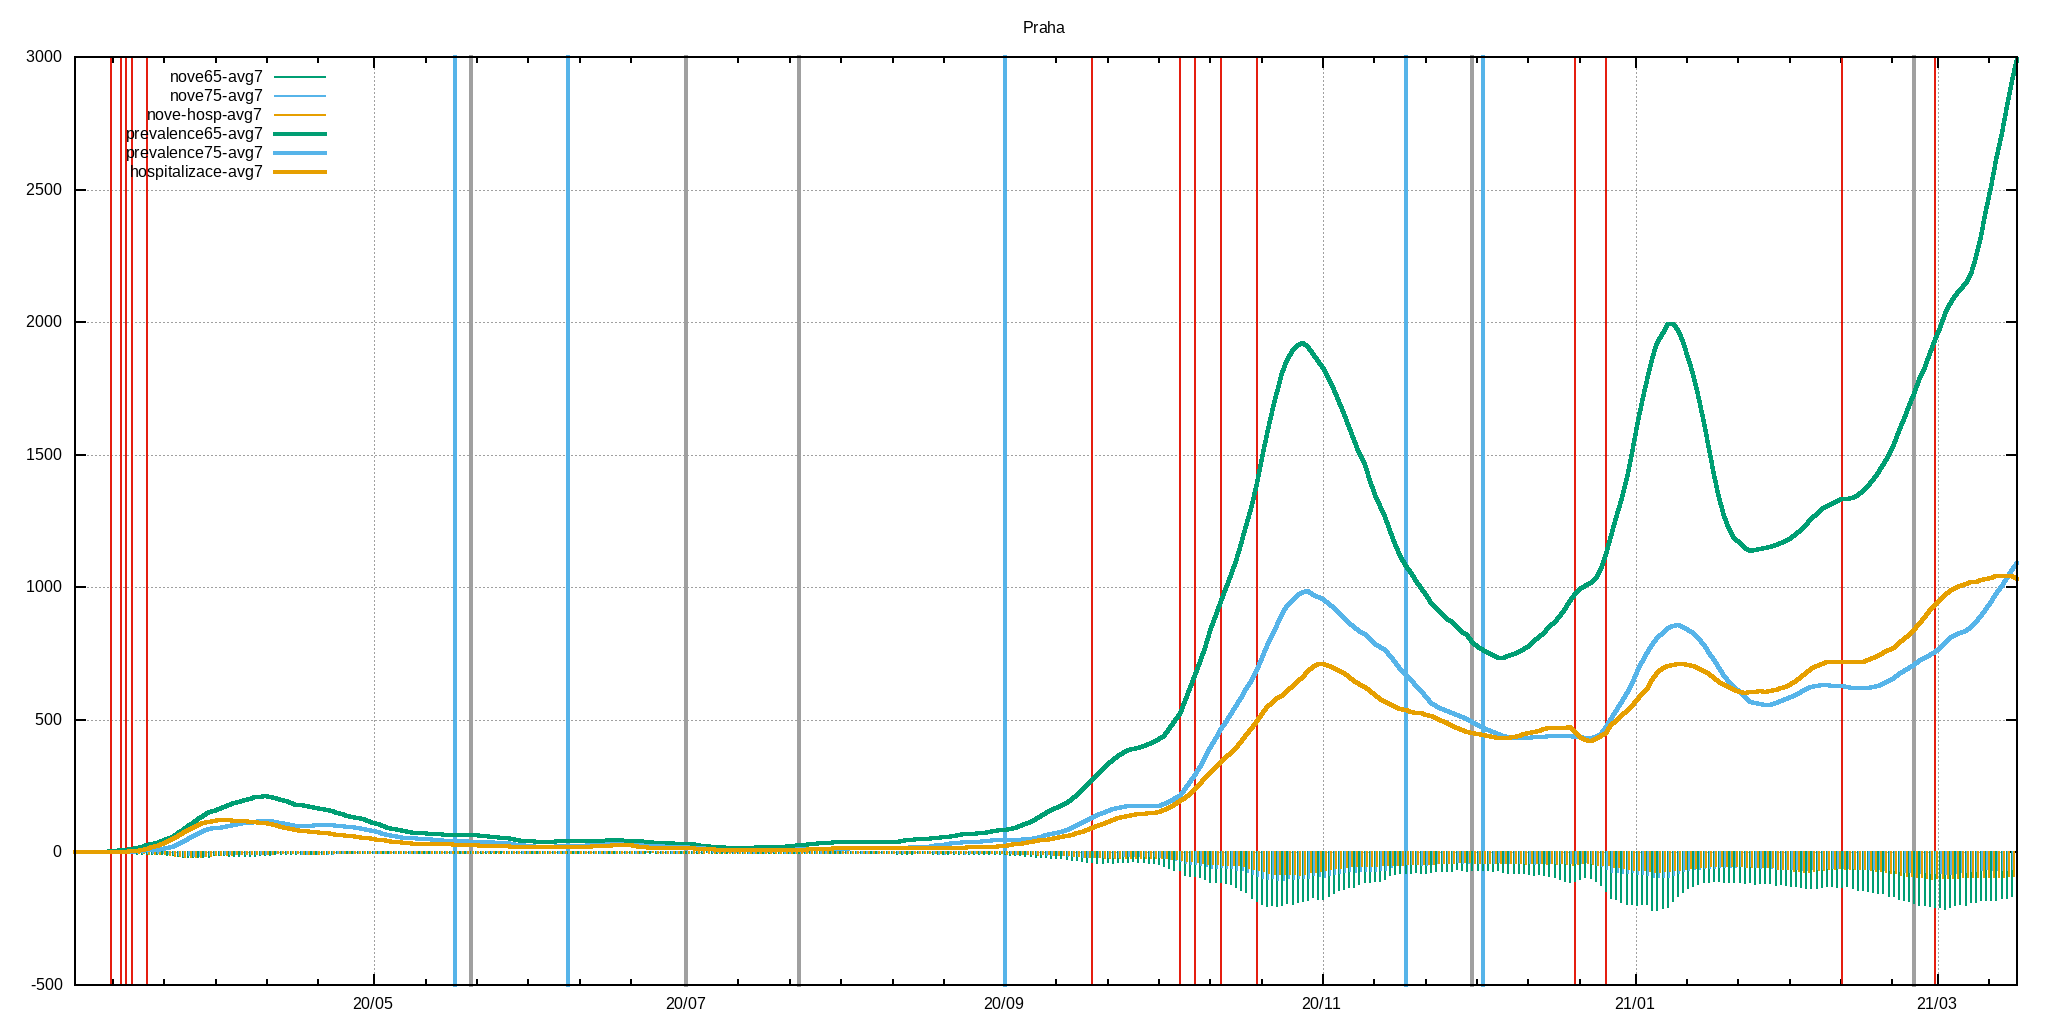 Praha
3000
nove65-avg7
nove75-avg7
nove-hosp-avg7
prevalence65-avg7
prevalence75-avg7
hospitalizace-avg7
2500
2000
1500
1000
500
0
-500
20/05 20/07 20/09 20/11 21/01 21/03